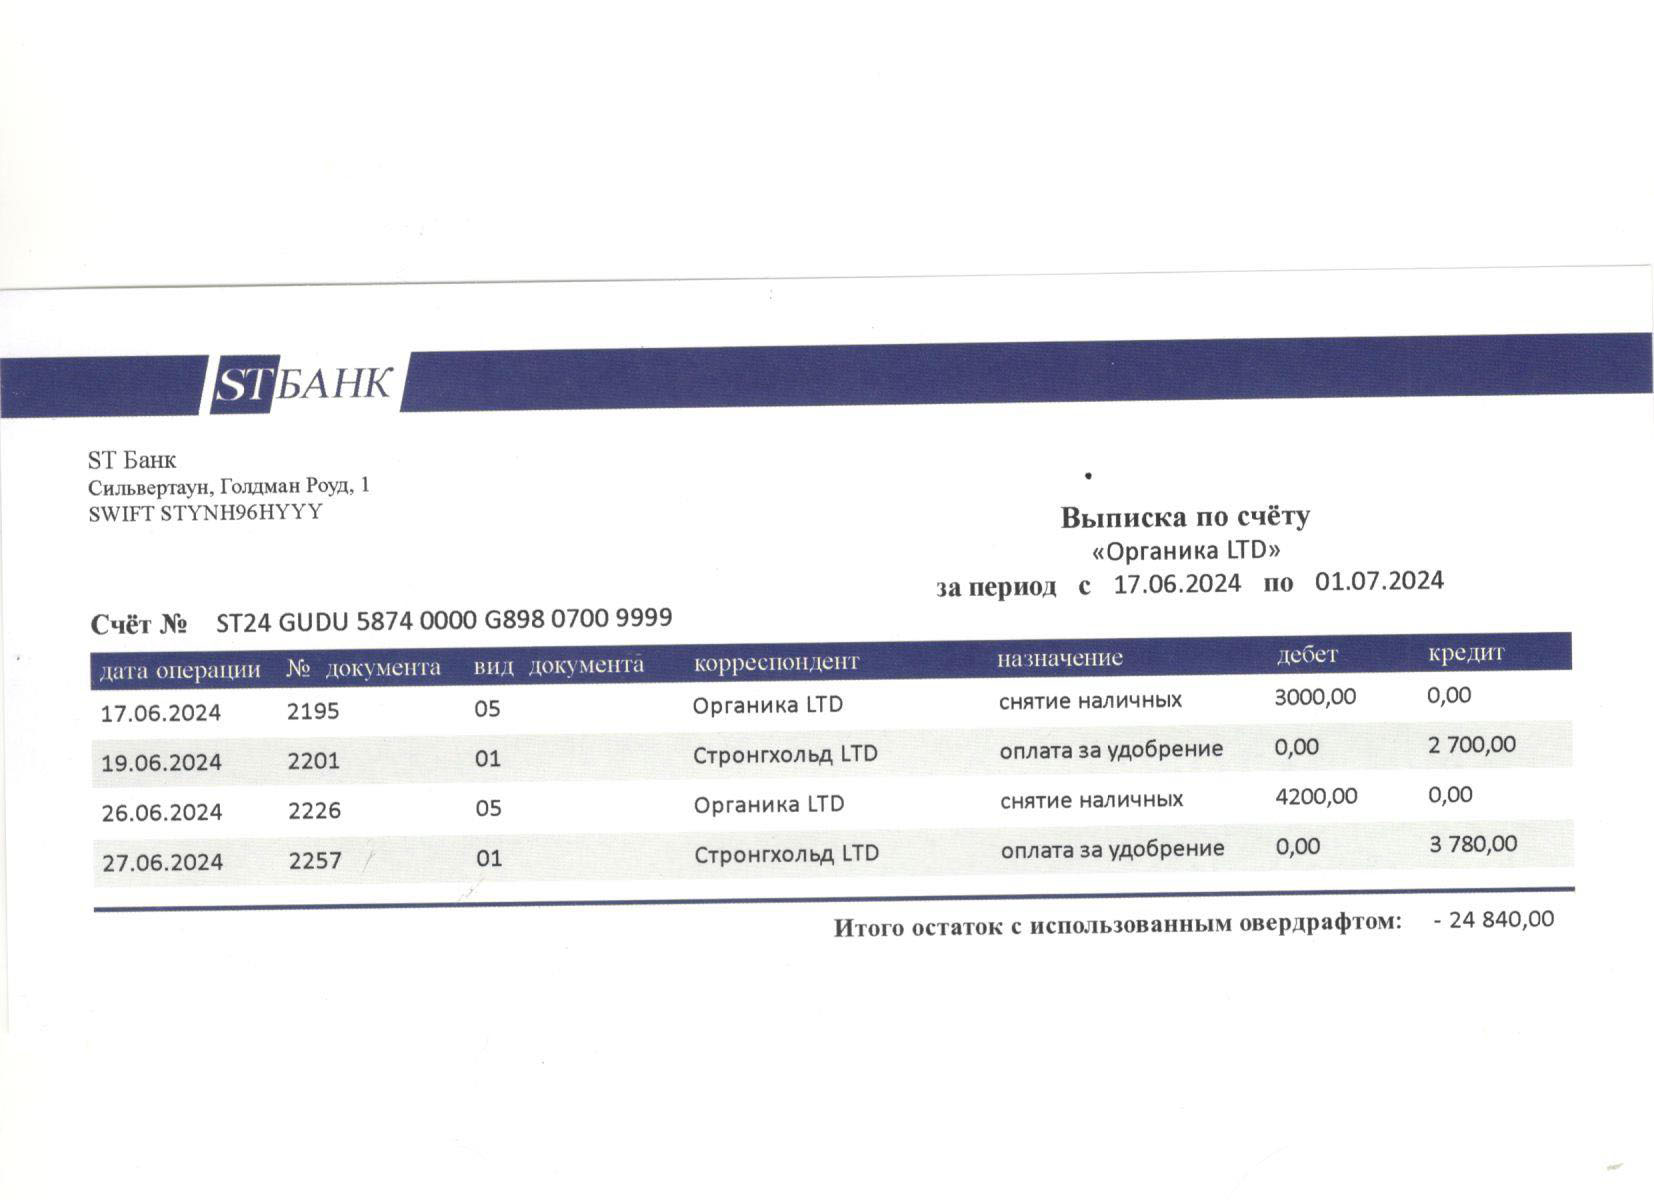 ST БАНК
ST Банк
Сильвертаун, Голдман Роуд, 1
SWIFT STYNH96HYYY
Выписка по счёту
«Органика LTD»
за период с 17.06.2024 по 01.07.2024
Счёт № ST24 GUDU 5874 0000 G898 0700 9999
дата операции № документа вид документа корреспондент назначение дебет кредит
17.06.2024 2195 05 Органика LTD снятие наличных 3000,00 0,00
19.06.2024 2201 01 Стронгхольд LTD оплата за удобрение 0,00 2 700,00
26.06.2024 2226 05 Органика LTD снятие наличных 4200,00 0,00
27.06.2024 2257 01 Стронгхольд LTD оплата за удобрение 0,00 3 780,00
Итого остаток с использованным овердрафтом: - 24 840,00